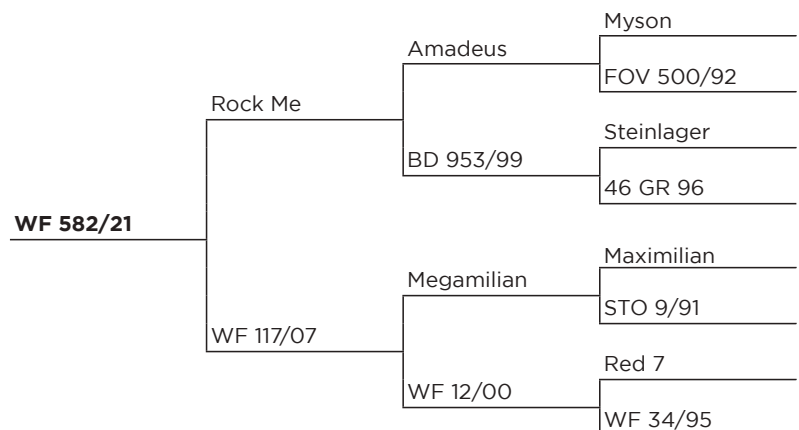 Myson
Amadeus
FOV 500/92
Rock Me
Steinlager
BD 953/99
46 GR 96
WF 582/21
Maximilian
Megamilian
STO 9/91
WF 117/07
Red 7
WF 12/00
WF 34/95